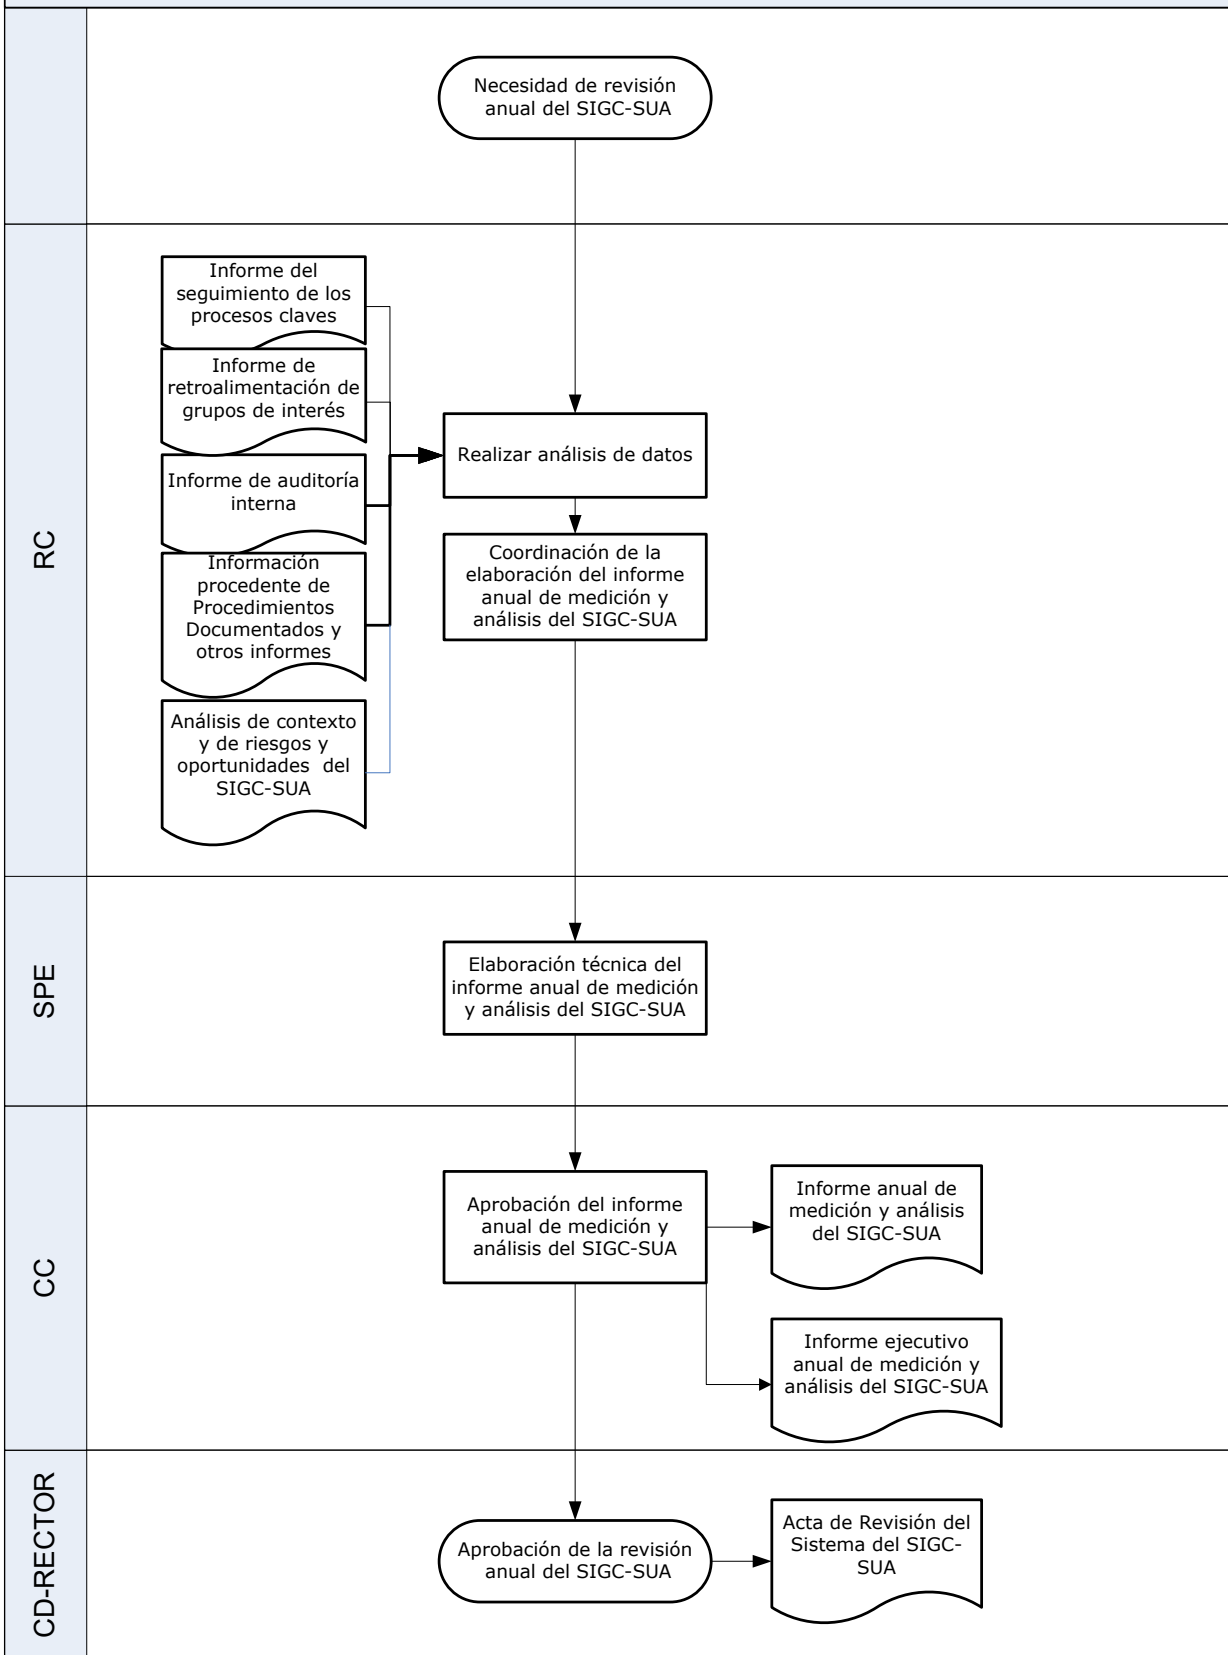 Necesidad de revisión
anual del SIGC-SUA
RC
Informe del
seguimiento de los
procesos claves
Informe de
retroalimentación de
grupos de interés
Informe de auditoría
interna
Información
procedente de
Procedimientos
Documentados y
otros informes
Análisis de contexto
y de riesgos y
oportunidades del
SIGC-SUA
Realizar análisis de datos
Coordinación de la
elaboración del informe
anual de medición y
análisis del SIGC-SUA
SPE
Elaboración técnica del
informe anual de medición
y análisis del SIGC-SUA
CC
Aprobación del informe
anual de medición y
análisis del SIGC-SUA
Informe anual de
medición y análisis
del SIGC-SUA
Informe ejecutivo
anual de medición y
análisis del SIGC-SUA
CD-RECTOR
Aprobación de la revisión
anual del SIGC-SUA
Acta de Revisión del
Sistema del SIGC-
SUA